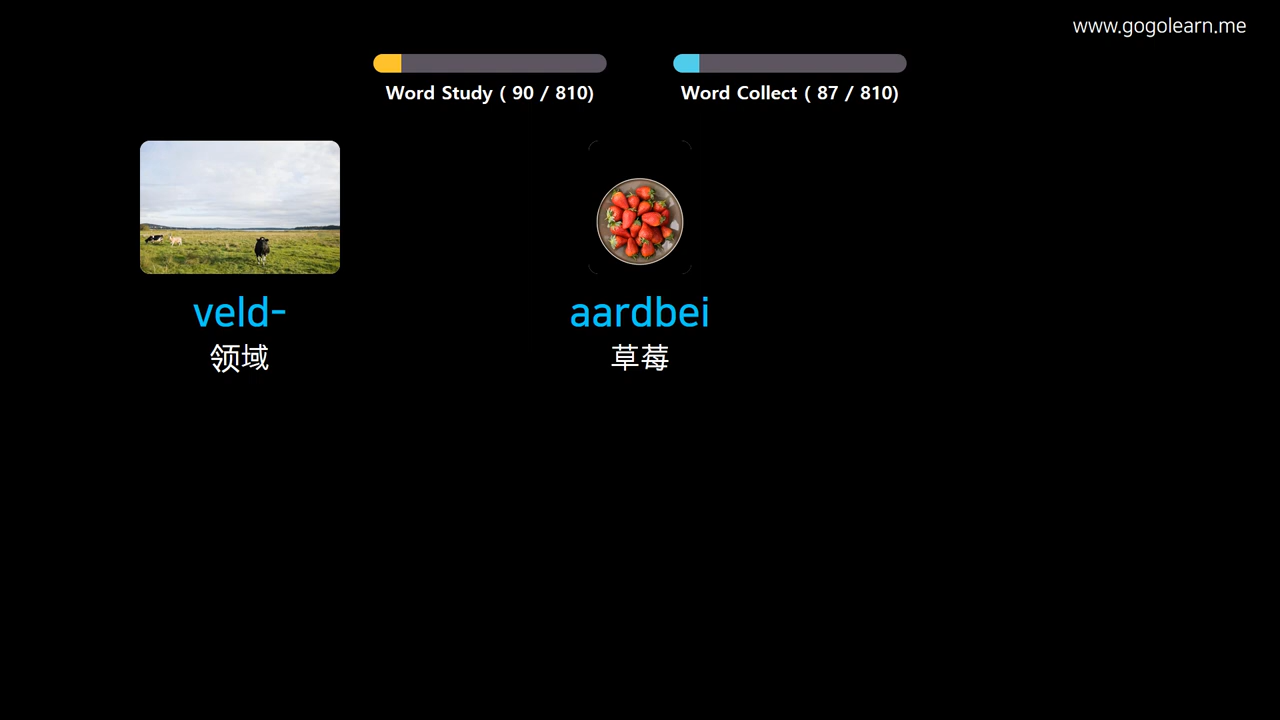 www.gogolearn.me
Word Study ( 90 / 810)
Word Collect ( 87 / 810)
veld-
领域
aardbei
草莓